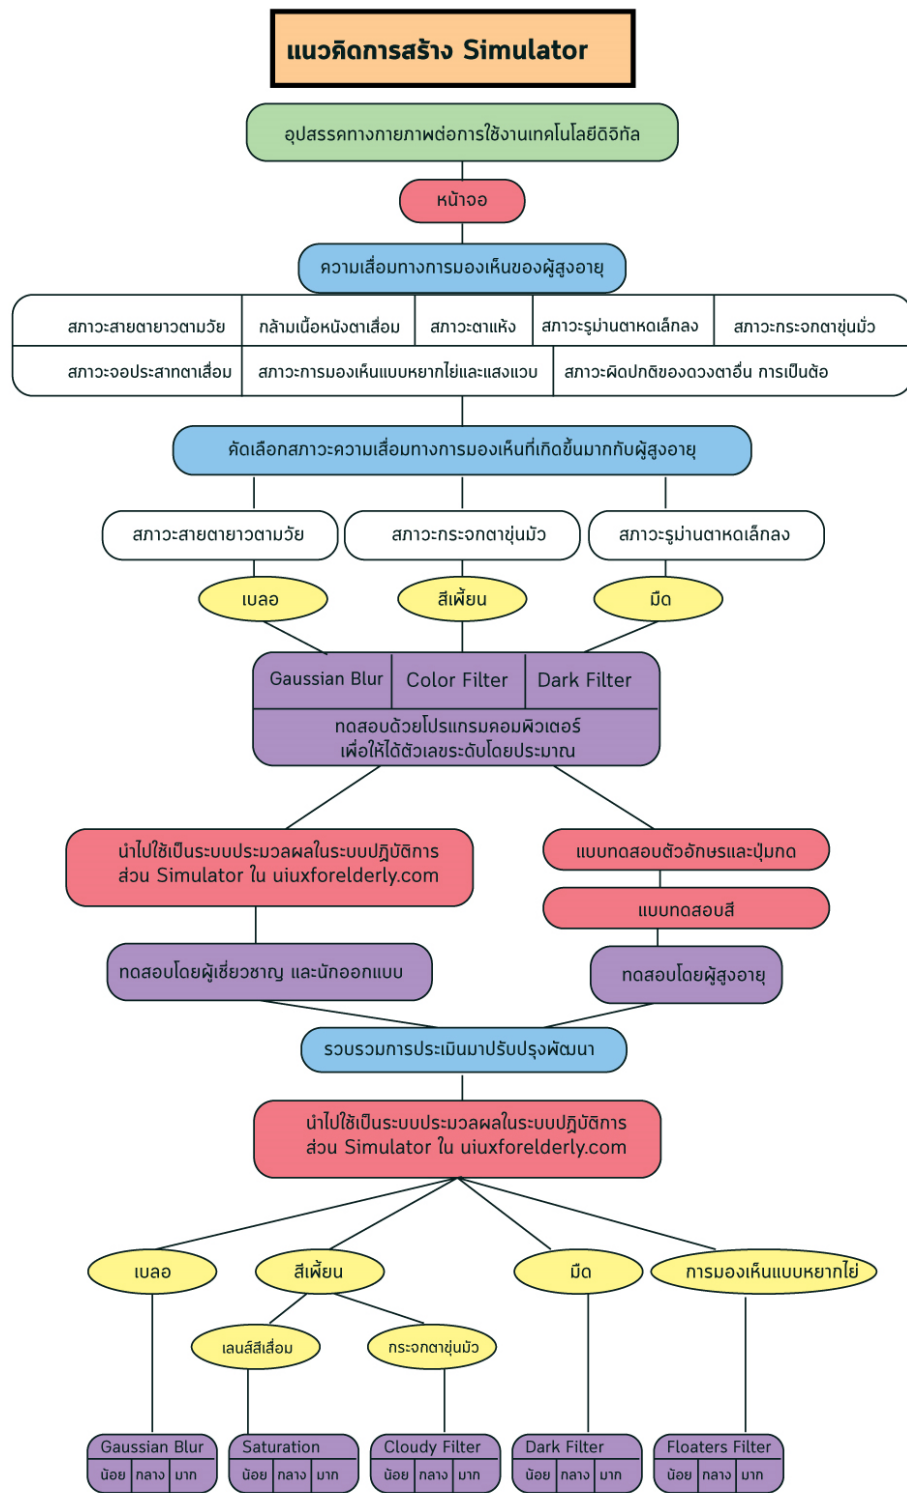 แนวคิดการสร้าง Simulator
อุปสรรคทางกายภาพต่อการใช้งานเทคโนโลยีดิจิทัล
หน้าจอ
ความเสื่อมทางการมองเห็นของผู้สูงอายุ
สภาวะสายตายาวตามวัย
กล้ามเนื้อหนังตาเสื่อม
สภาวะตาแห้ง
สภาวะรูม่านตาหดเล็กลง
สภาวะกระจกตาขุ่นมั่ว
สภาวะจอประสาทตาเสื่อม
สภาวะการมองเห็นแบบหยากไย่และแสงแวบ
สภาวะผิดปกติของดวงตาอื่น การเป็นต้อ
คัดเลือกสภาวะความเสื่อมทางการมองเห็นที่เกิดขึ้นมากกับผู้สูงอายุ
สภาวะสายตายาวตามวัย
สภาวะกระจกตาขุ่นมัว
สภาวะรูม่านตาหดเล็กลง
เบลอ
สีเพี้ยน
มืด
Gaussian Blur
Color Filter
Dark Filter
ทดสอบด้วยโปรแกรมคอมพิวเตอร์
เพื่อให้ได้ตัวเลขระดับโดยประมาณ
นำไปใช้เป็นระบบประมวลผลในระบบปฏิบัติการ
ส่วน Simulator ใน uiuxforelderly.com
แบบทดสอบตัวอักษรและปุ่มกด
แบบทดสอบสี
ทดสอบโดยผู้เชี่ยวชาญ และนักออกแบบ
ทดสอบโดยผู้สูงอายุ
รวบรวมการประเมินมาปรับปรุงพัฒนา
นำไปใช้เป็นระบบประมวลผลในระบบปฏิบัติการ
ส่วน Simulator ใน uiuxforelderly.com
เบลอ
สีเพี้ยน
มืด
การมองเห็นแบบหยากไย่
เลนส์สีเสื่อม
กระจกตาขุ่นมัว
Gaussian Blur
น้อย กลาง มาก
Saturation
น้อย กลาง มาก
Cloudy Filter
น้อย กลาง มาก
Dark Filter
น้อย กลาง มาก
Floaters Filter
น้อย กลาง มาก